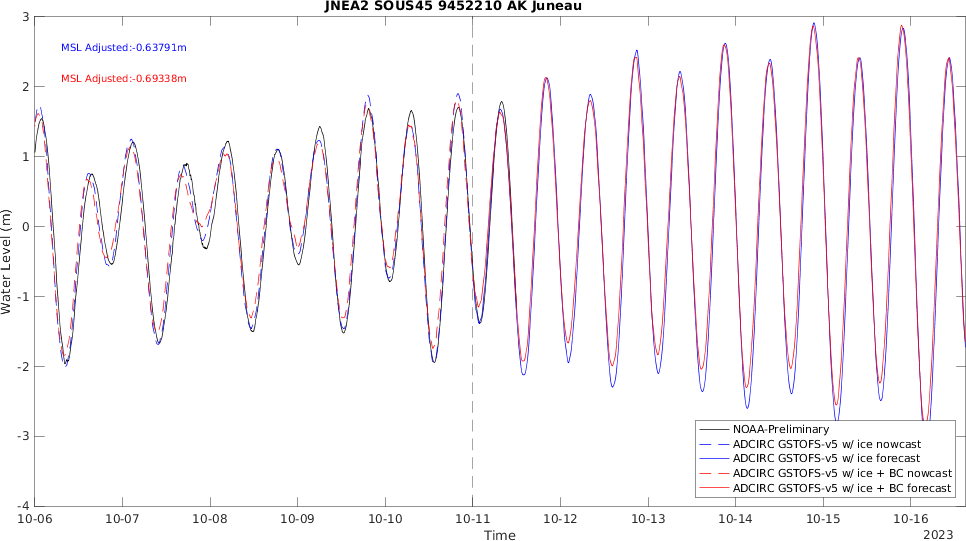 JNEA2 SOUS45 9452210 AK Juneau
MSL Adjusted:-0.63791m
MSL Adjusted:-0.69338m
Water Level (m)
3
2
1
0
-1
-2
-3
-4
NOAA-Preliminary
ADCIRC GSTOFS-v5 w/ ice nowcast
ADCIRC GSTOFS-v5 w/ ice forecast
ADCIRC GSTOFS-v5 w/ ice + BC nowcast
ADCIRC GSTOFS-v5 w/ ice + BC forecast
10-06 10-07 10-08 10-09 10-10 10-11 10-12 10-13 10-14 10-15 10-16
Time
2023